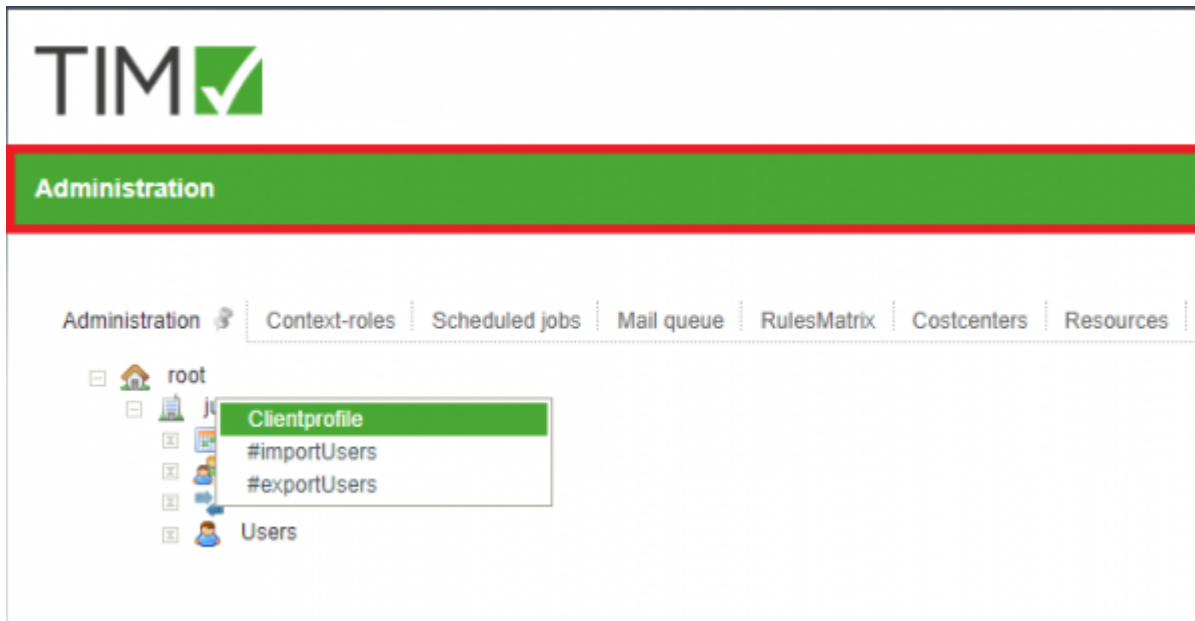 TIM
Administration
Administration Context-roles Scheduled jobs Mail queue RulesMatrix Costcenters Resources
root
Clientprofile
#importUsers
#exportUsers
Users